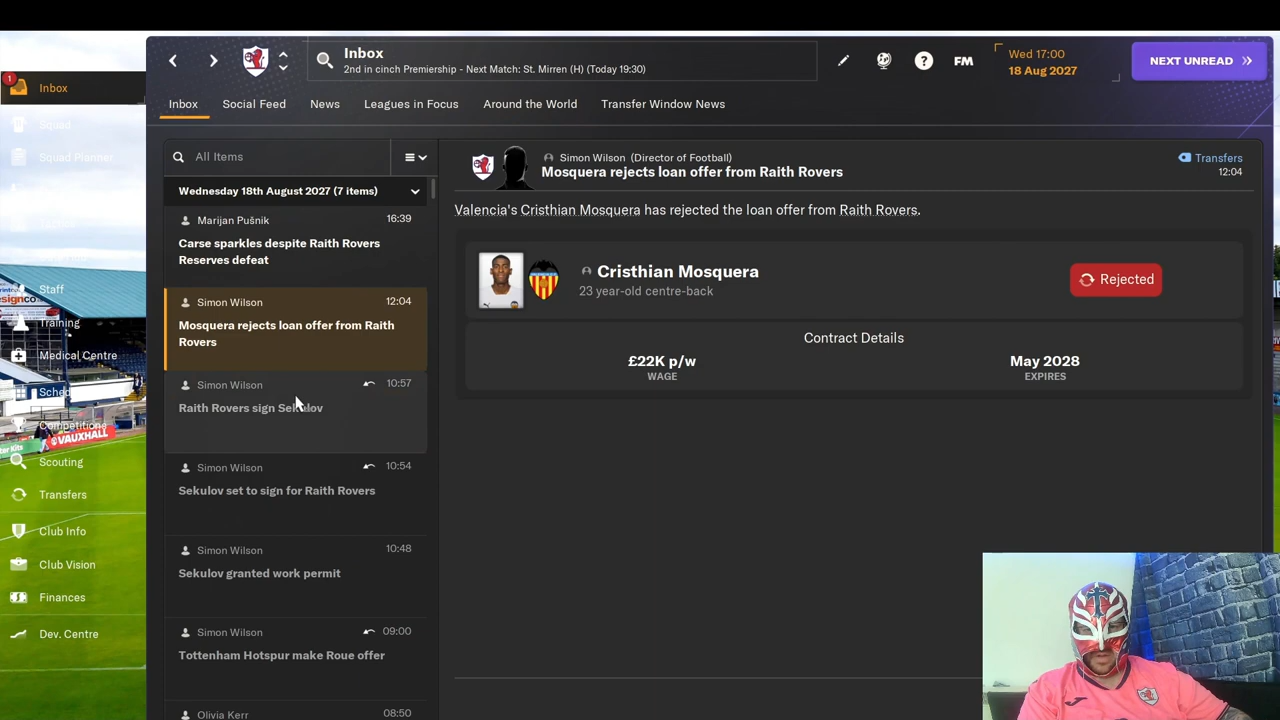 Inbox
2nd in cinch Premiership - Next Match: St. Mirren (H) (Today 19:30)
?
FM
Wed 17:00
18 Aug 2027
NEXT UNREAD
1
Inbox
Squad
Squad Planner
Staff
Training
Medical Centre
Sched
Competitions
VAUXHALL
Scouting
Transfers
Club Info
Club Vision
Finances
Dev. Centre
Inbox
Social Feed
News
Leagues in Focus
Around the World
Transfer Window News
All Items
Wednesday 18th August 2027 (7 items)
Marijan Pušnik
16:39
Carse sparkles despite Raith Rovers
Reserves defeat
Simon Wilson
12:04
Mosquera rejects loan offer from Raith
Rovers
Simon Wilson
10:57
Raith Rovers sign Sekulov
Simon Wilson
10:54
Sekulov set to sign for Raith Rovers
Simon Wilson
10:48
Sekulov granted work permit
Simon Wilson
09:00
Tottenham Hotspur make Roue offer
Olivia Kerr
08:50
Simon Wilson (Director of Football)
Mosquera rejects loan offer from Raith Rovers
Transfers
12:04
Valencia's Cristhian Mosquera has rejected the loan offer from Raith Rovers.
Cristhian Mosquera
23 year-old centre-back
Rejected
Contract Details
£22K p/w
WAGE
May 2028
EXPIRES